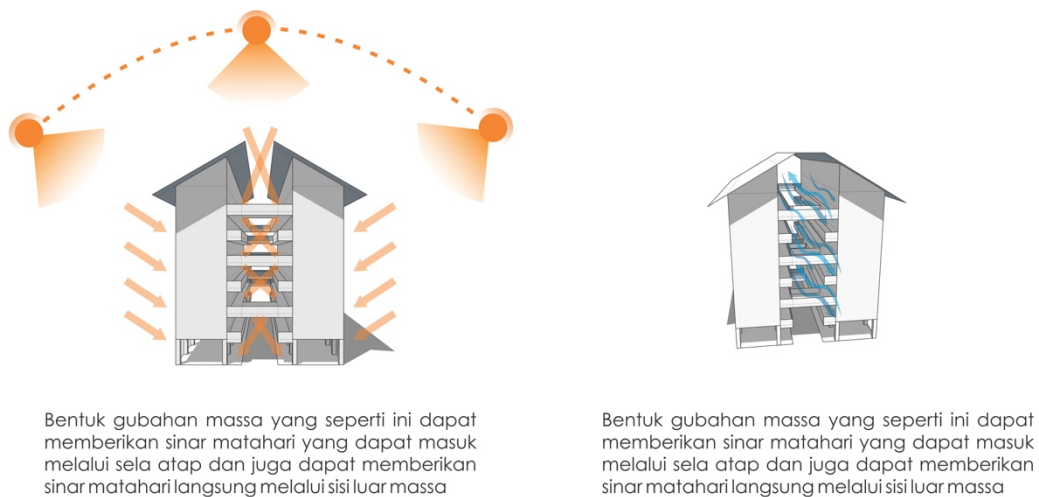 Bentuk gubahan massa yang seperti ini dapat
memberikan sinar matahari yang dapat masuk
melalui sela atap dan juga dapat memberikan
sinar matahari langsung melalui sisi luar massa
Bentuk gubahan massa yang seperti ini dapat
memberikan sinar matahari yang dapat masuk
melalui sela atap dan juga dapat memberikan
sinar matahari langsung melalui sisi luar massa